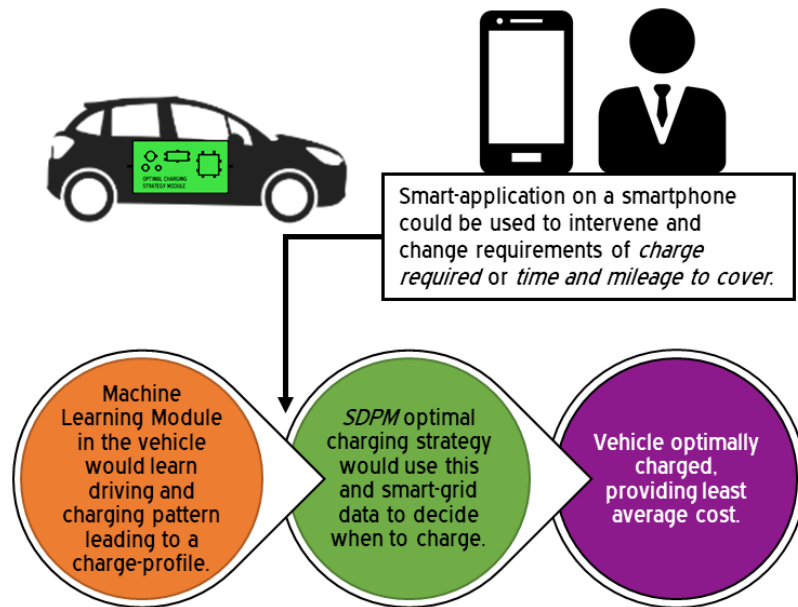 OPTIMAL CHARGING
STRATEGY MODULE
Smart-application on a smartphone
could be used to intervene and
change requirements of charge
required or time and mileage to cover.
Machine
Learning Module
in the vehicle
would learn
driving and
charging pattern
leading to a
charge-profile.
SDPM optimal
charging strategy
would use this
and smart-grid
data to decide
when to charge.
Vehicle optimally
charged,
providing least
average cost.